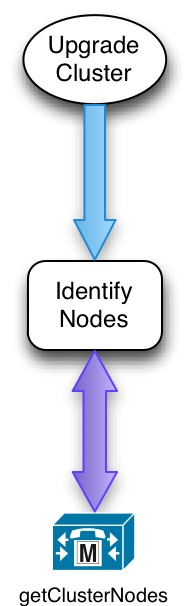 Upgrade
Cluster
Identify
Nodes
M
getClusterNodes